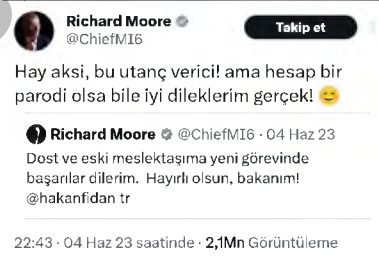 Richard Moore
@ChiefMI6
Takip et
Hay aksi, bu utanç verici! ama hesap bir
parodi olsa bile iyi dileklerim gerçek! 😊
Richard Moore @ChiefMI6 · 04 Haz 23
Dost ve eski meslektaşıma yeni görevinde
başarılar dilerim. Hayırlı olsun, bakanım!
@hakanfidan tr
22:43 · 04 Haz 23 saatinde · 2,1Mn Görüntüleme